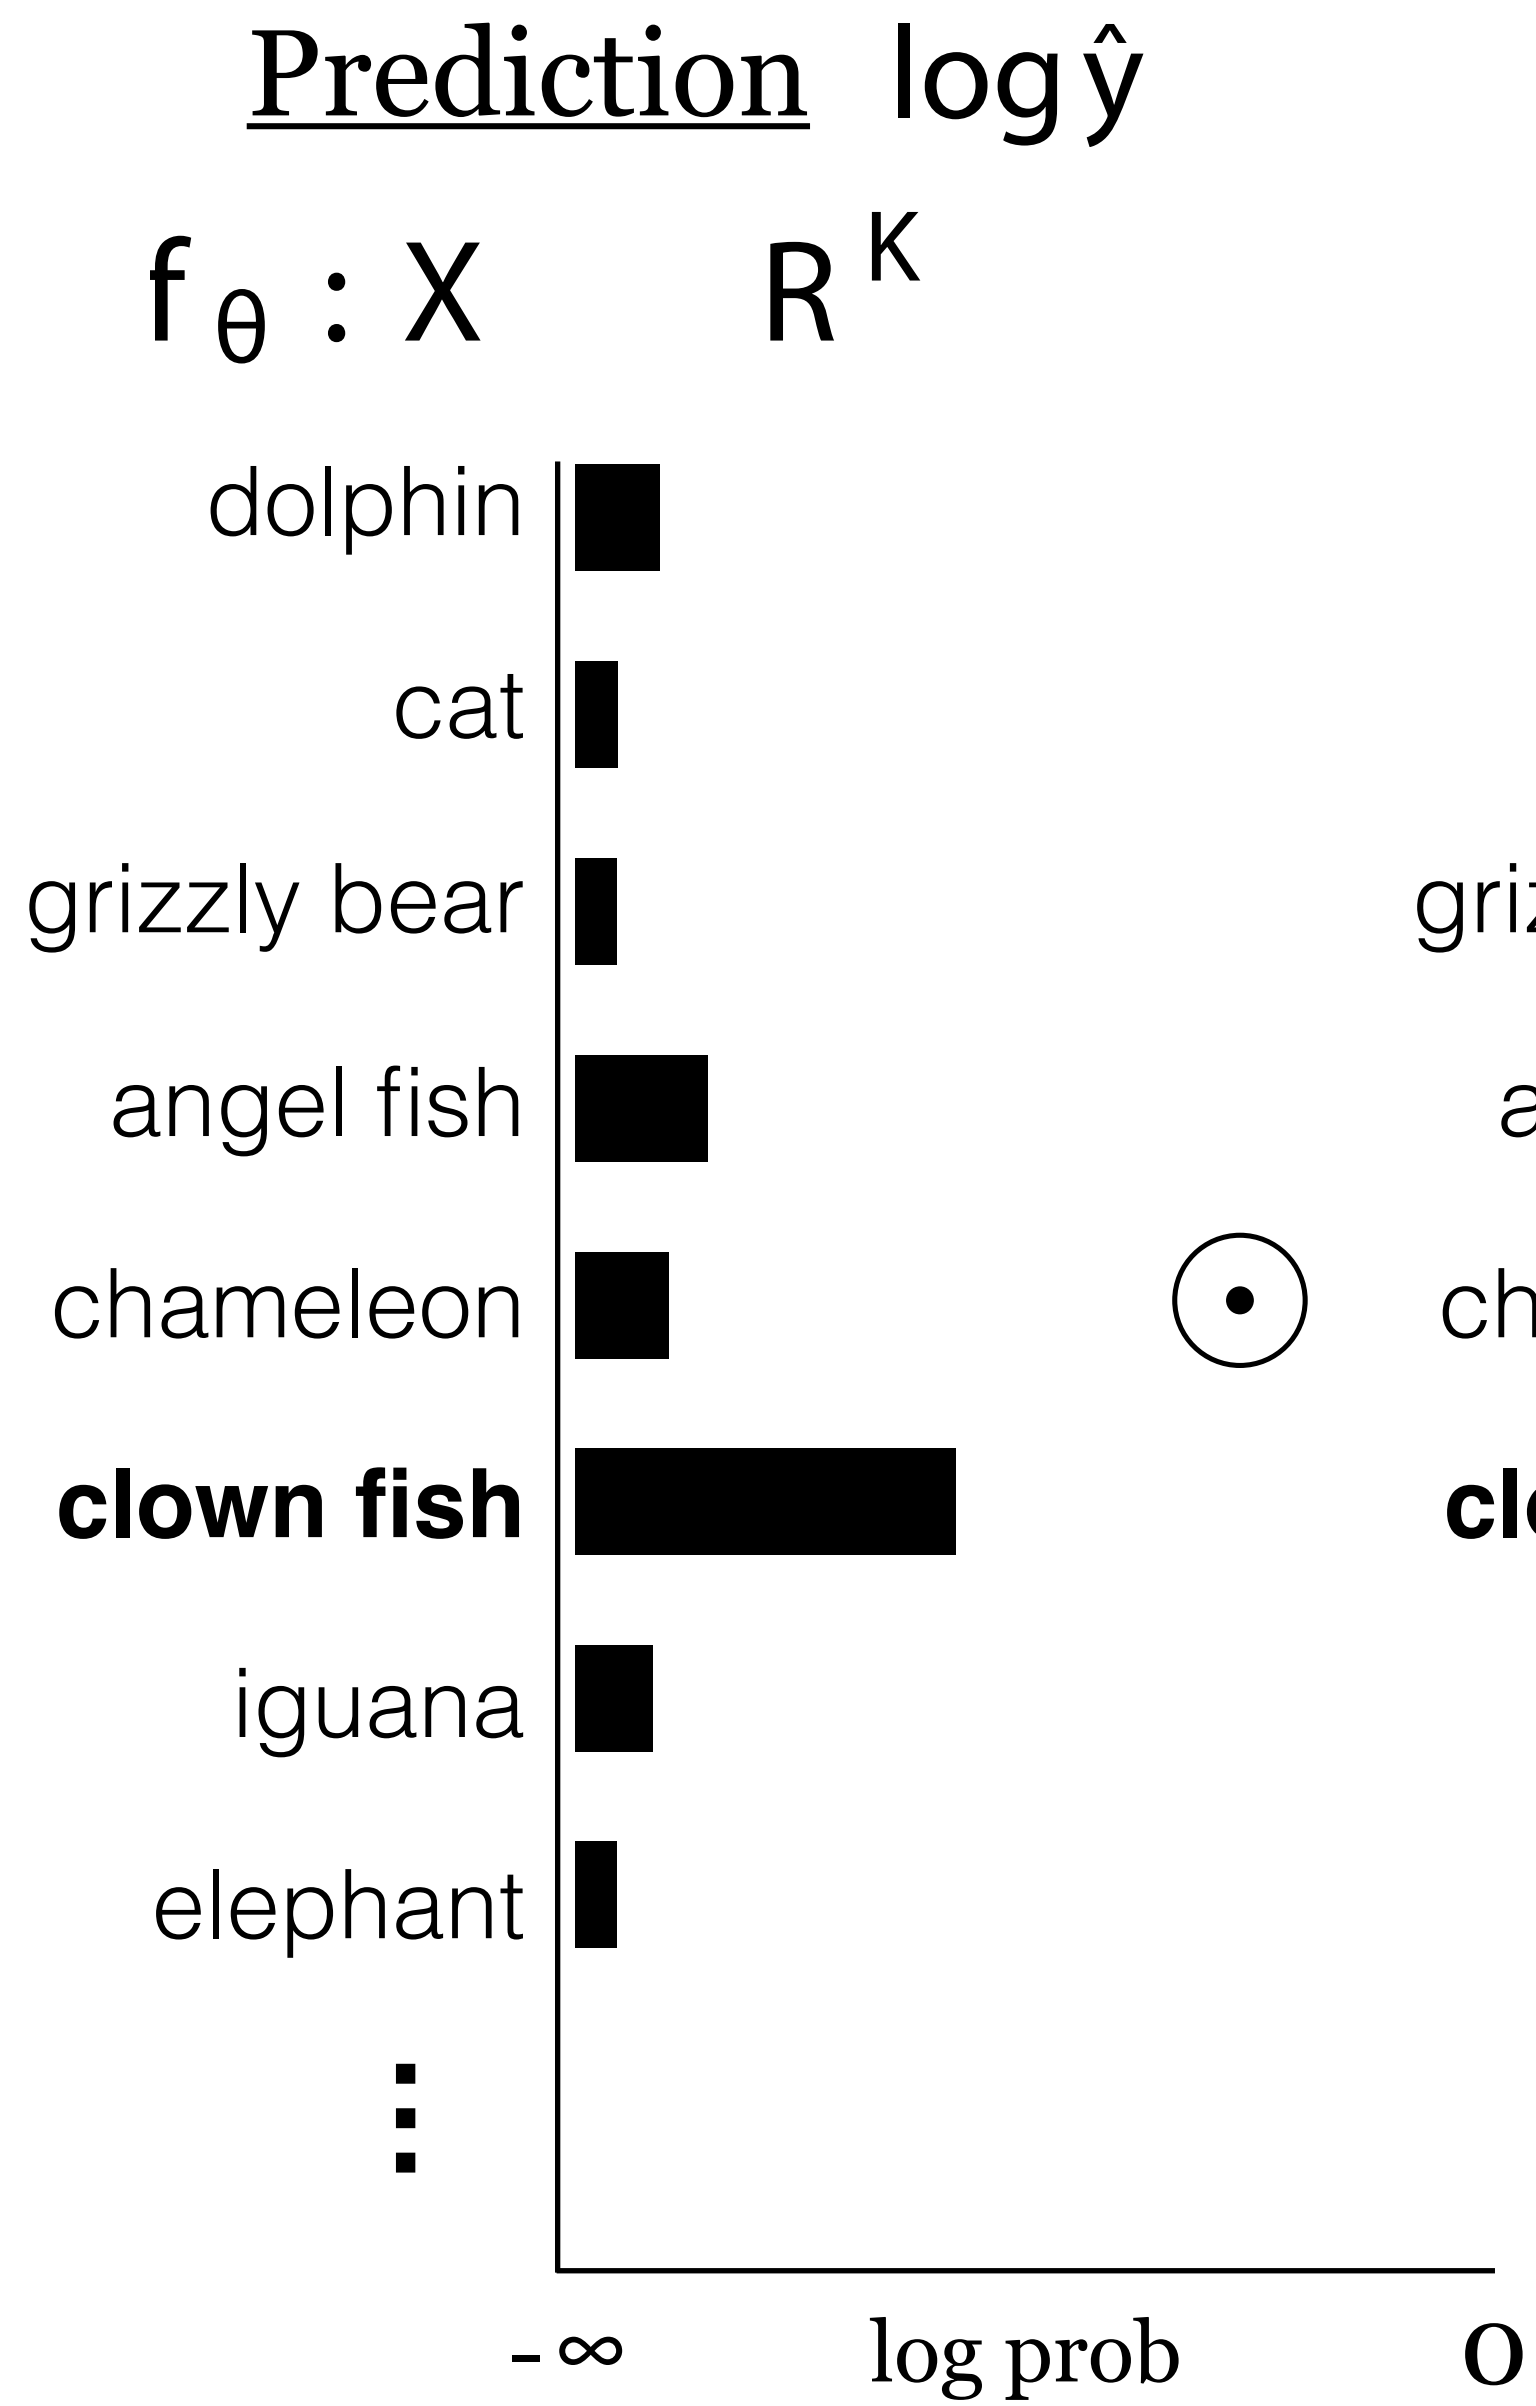 Prediction log ŷ
f θ : X R K
dolphin
cat
grizzly bear
angel fish
chameleon
clown fish
iguana
elephant
⋮
-∞ log prob 0